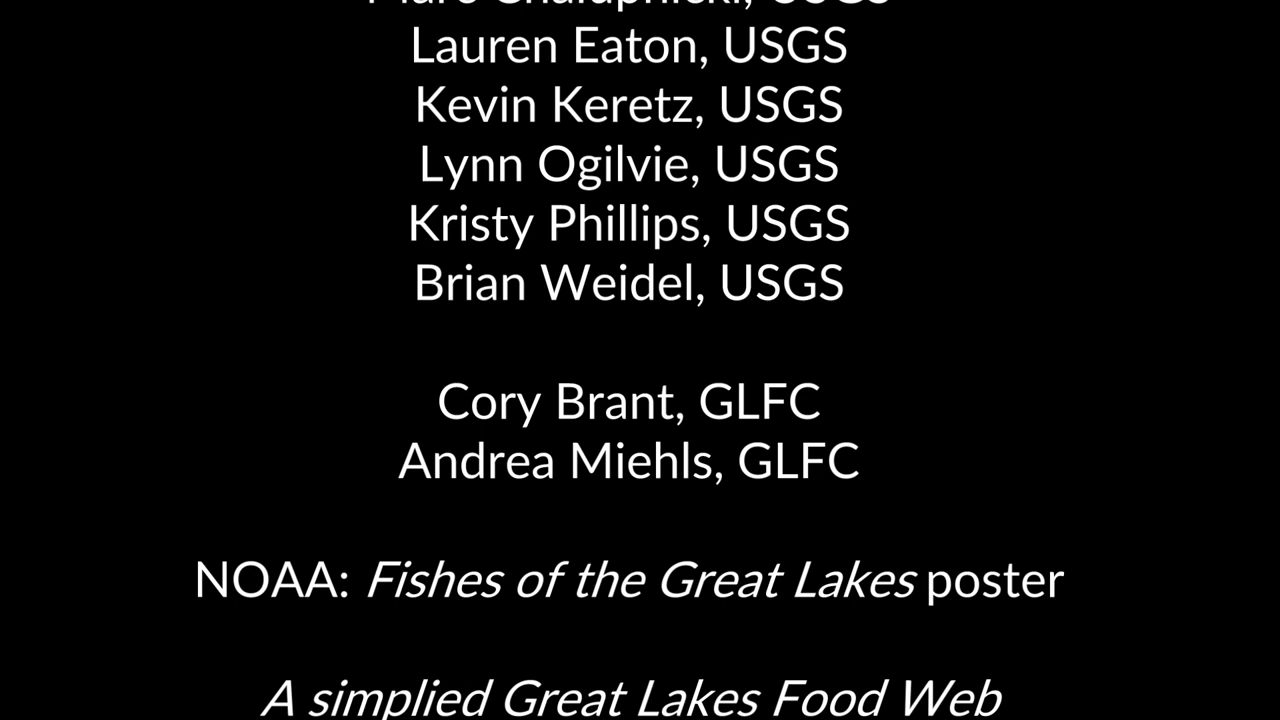 Lauren Eaton, USGS
Kevin Keretz, USGS
Lynn Ogilvie, USGS
Kristy Phillips, USGS
Brian Weidel, USGS
Cory Brant, GLFC
Andrea Miehls, GLFC
NOAA: Fishes of the Great Lakes poster
A simplied Great Lakes Food Web